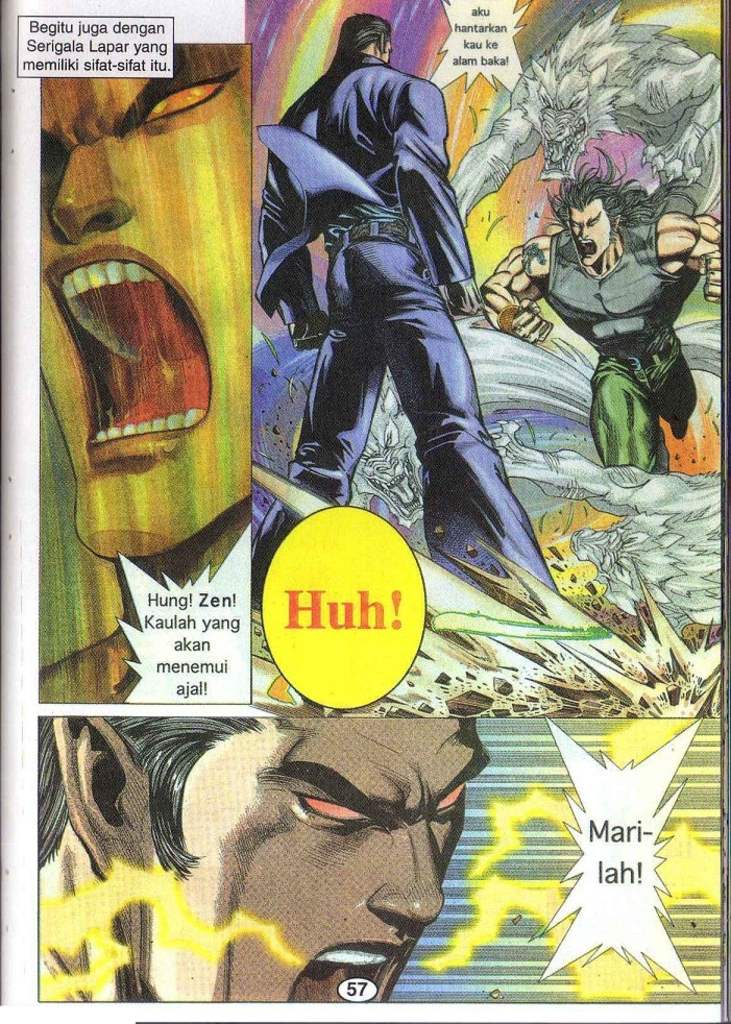 Begitu juga dengan
Serigala Lapar yang
memiliki sifat-sifat itu.
aku
hantarkan
kau ke
alam baka!
Hung! Zen!
Kaulah yang
akan
menemui
ajal!
Huh!
Mari-
lah!
57